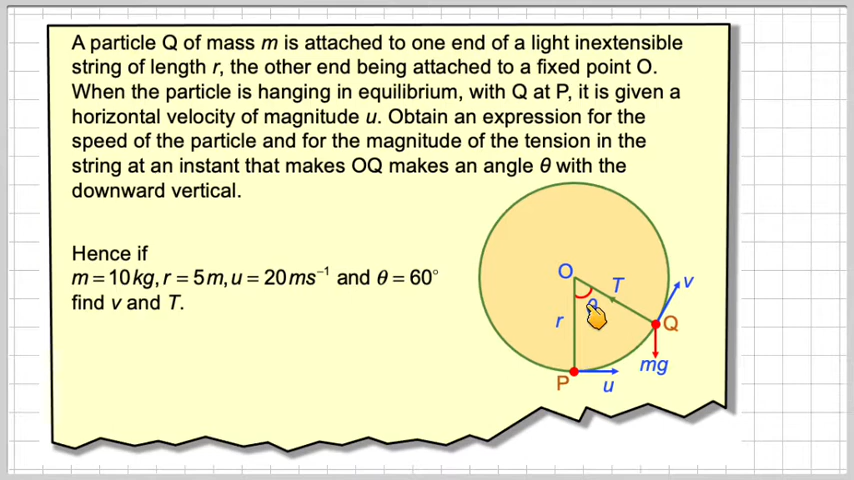 A particle Q of mass m is attached to one end of a light inextensible
string of length r, the other end being attached to a fixed point O.
When the particle is hanging in equilibrium, with Q at P, it is given a
horizontal velocity of magnitude u. Obtain an expression for the
speed of the particle and for the magnitude of the tension in the
string at an instant that makes OQ makes an angle θ with the
downward vertical.
Hence if
m = 10 kg, r = 5 m, u = 20 ms⁻¹ and θ = 60°
find v and T.
O
T
v
r
Q
mg
P
u